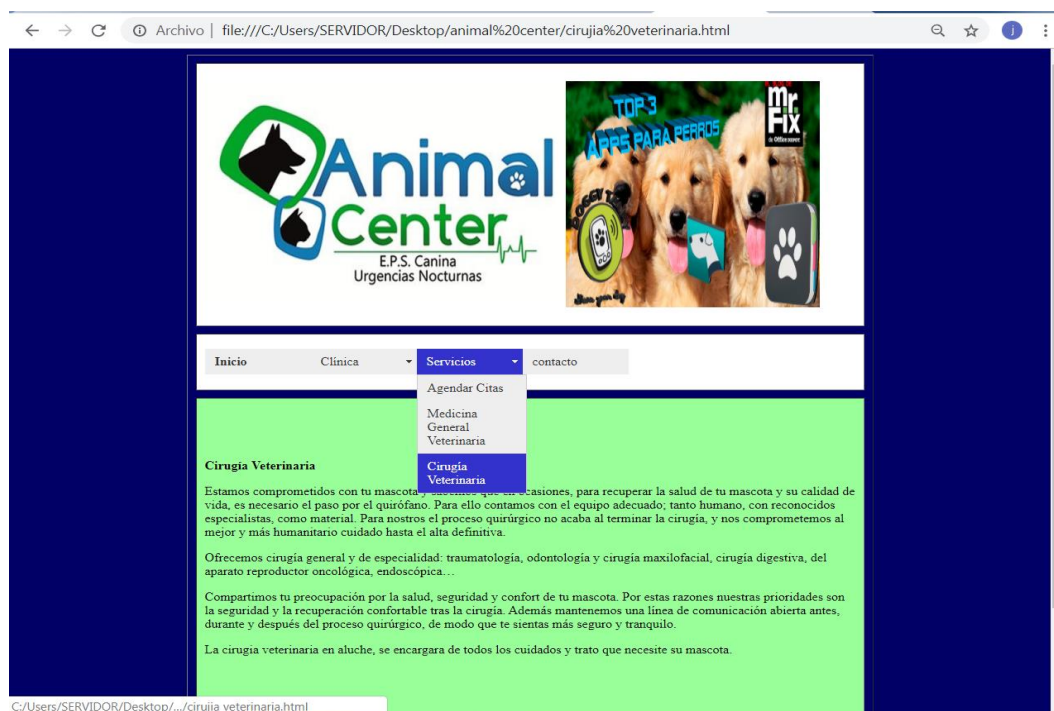 Archivo | file:///C:/Users/SERVIDOR/Desktop/animal%20center/cirujia%20veterinaria.html
j
Animal
Center
E.P.S. Canina
Urgencias Nocturnas
TOP 3
APPS PARA PERROS
mr.
Fix
de Officemover
DOGGY
Inicio Clínica Servicios contacto
Agendar Citas
Medicina
General
Veterinaria
Cirugía
Veterinaria
Cirugía Veterinaria
Estamos comprometidos con tu mascota y sabemos que en ocasiones, para recuperar la salud de tu mascota y su calidad de
vida, es necesario el paso por el quirófano. Para ello contamos con el equipo adecuado; tanto humano, con reconocidos
especialistas, como material. Para nostros el proceso quirúrgico no acaba al terminar la cirugía, y nos comprometemos al
mejor y más humanitario cuidado hasta el alta definitiva.
Ofrecemos cirugía general y de especialidad: traumatología, odontología y cirugía maxilofacial, cirugía digestiva, del
aparato reproductor oncológica, endoscópica…
Compartimos tu preocupación por la salud, seguridad y confort de tu mascota. Por estas razones nuestras prioridades son
la seguridad y la recuperación confortable tras la cirugía. Además mantenemos una línea de comunicación abierta antes,
durante y después del proceso quirúrgico, de modo que te sientas más seguro y tranquilo.
La cirugia veterinaria en aluche, se encargara de todos los cuidados y trato que necesite su mascota.
C:/Users/SERVIDOR/Desktop/.../cirujia veterinaria.html